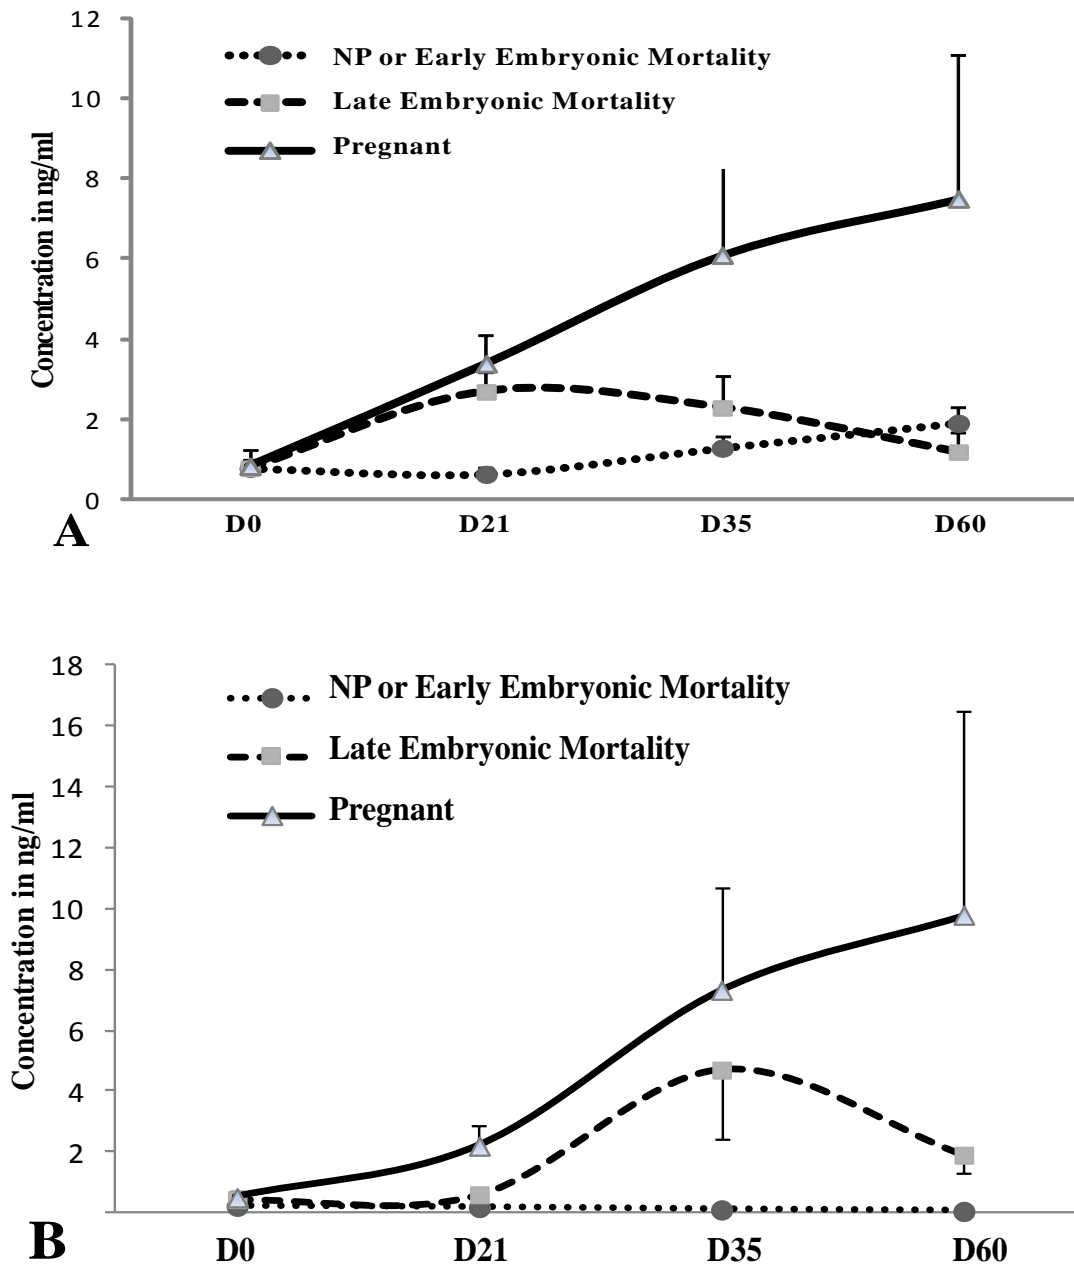 12
10
8
6
4
2
0
Concentration in ng/ml
NP or Early Embryonic Mortality
Late Embryonic Mortality
Pregnant
D0 D21 D35 D60
A
18
16
14
12
10
8
6
4
2
Concentration in ng/ml
NP or Early Embryonic Mortality
Late Embryonic Mortality
Pregnant
D0 D21 D35 D60
B